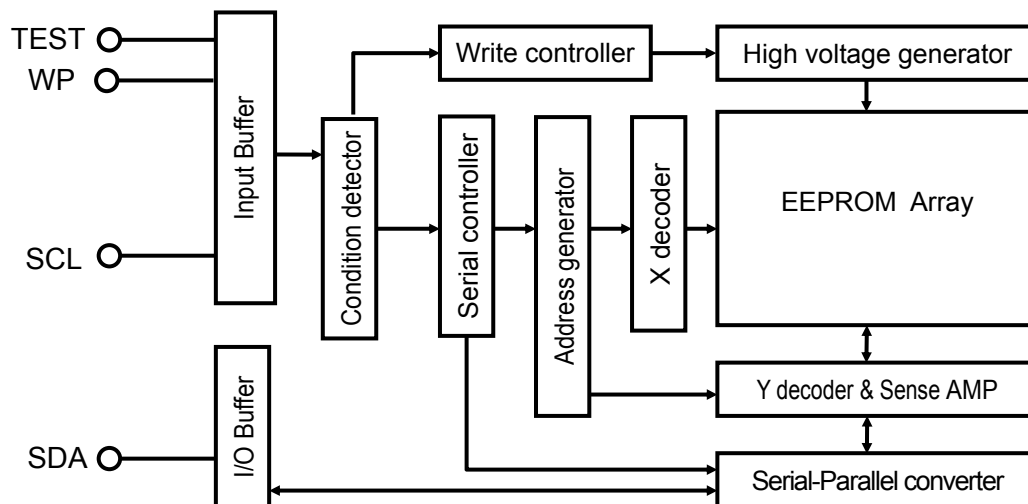 TEST
WP
SCL
SDA
Input Buffer
I/O Buffer
Condition detector
Write controller
High voltage generator
Serial controller
Address generator
X decoder
EEPROM Array
Y decoder & Sense AMP
Serial-Parallel converter